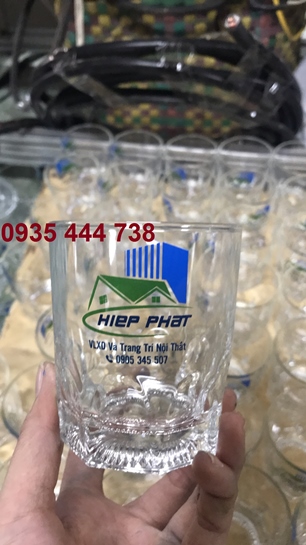 0935 444 738
HIEP PHAT
VLXD Và Trang Trí Nội Thất
0905 345 507